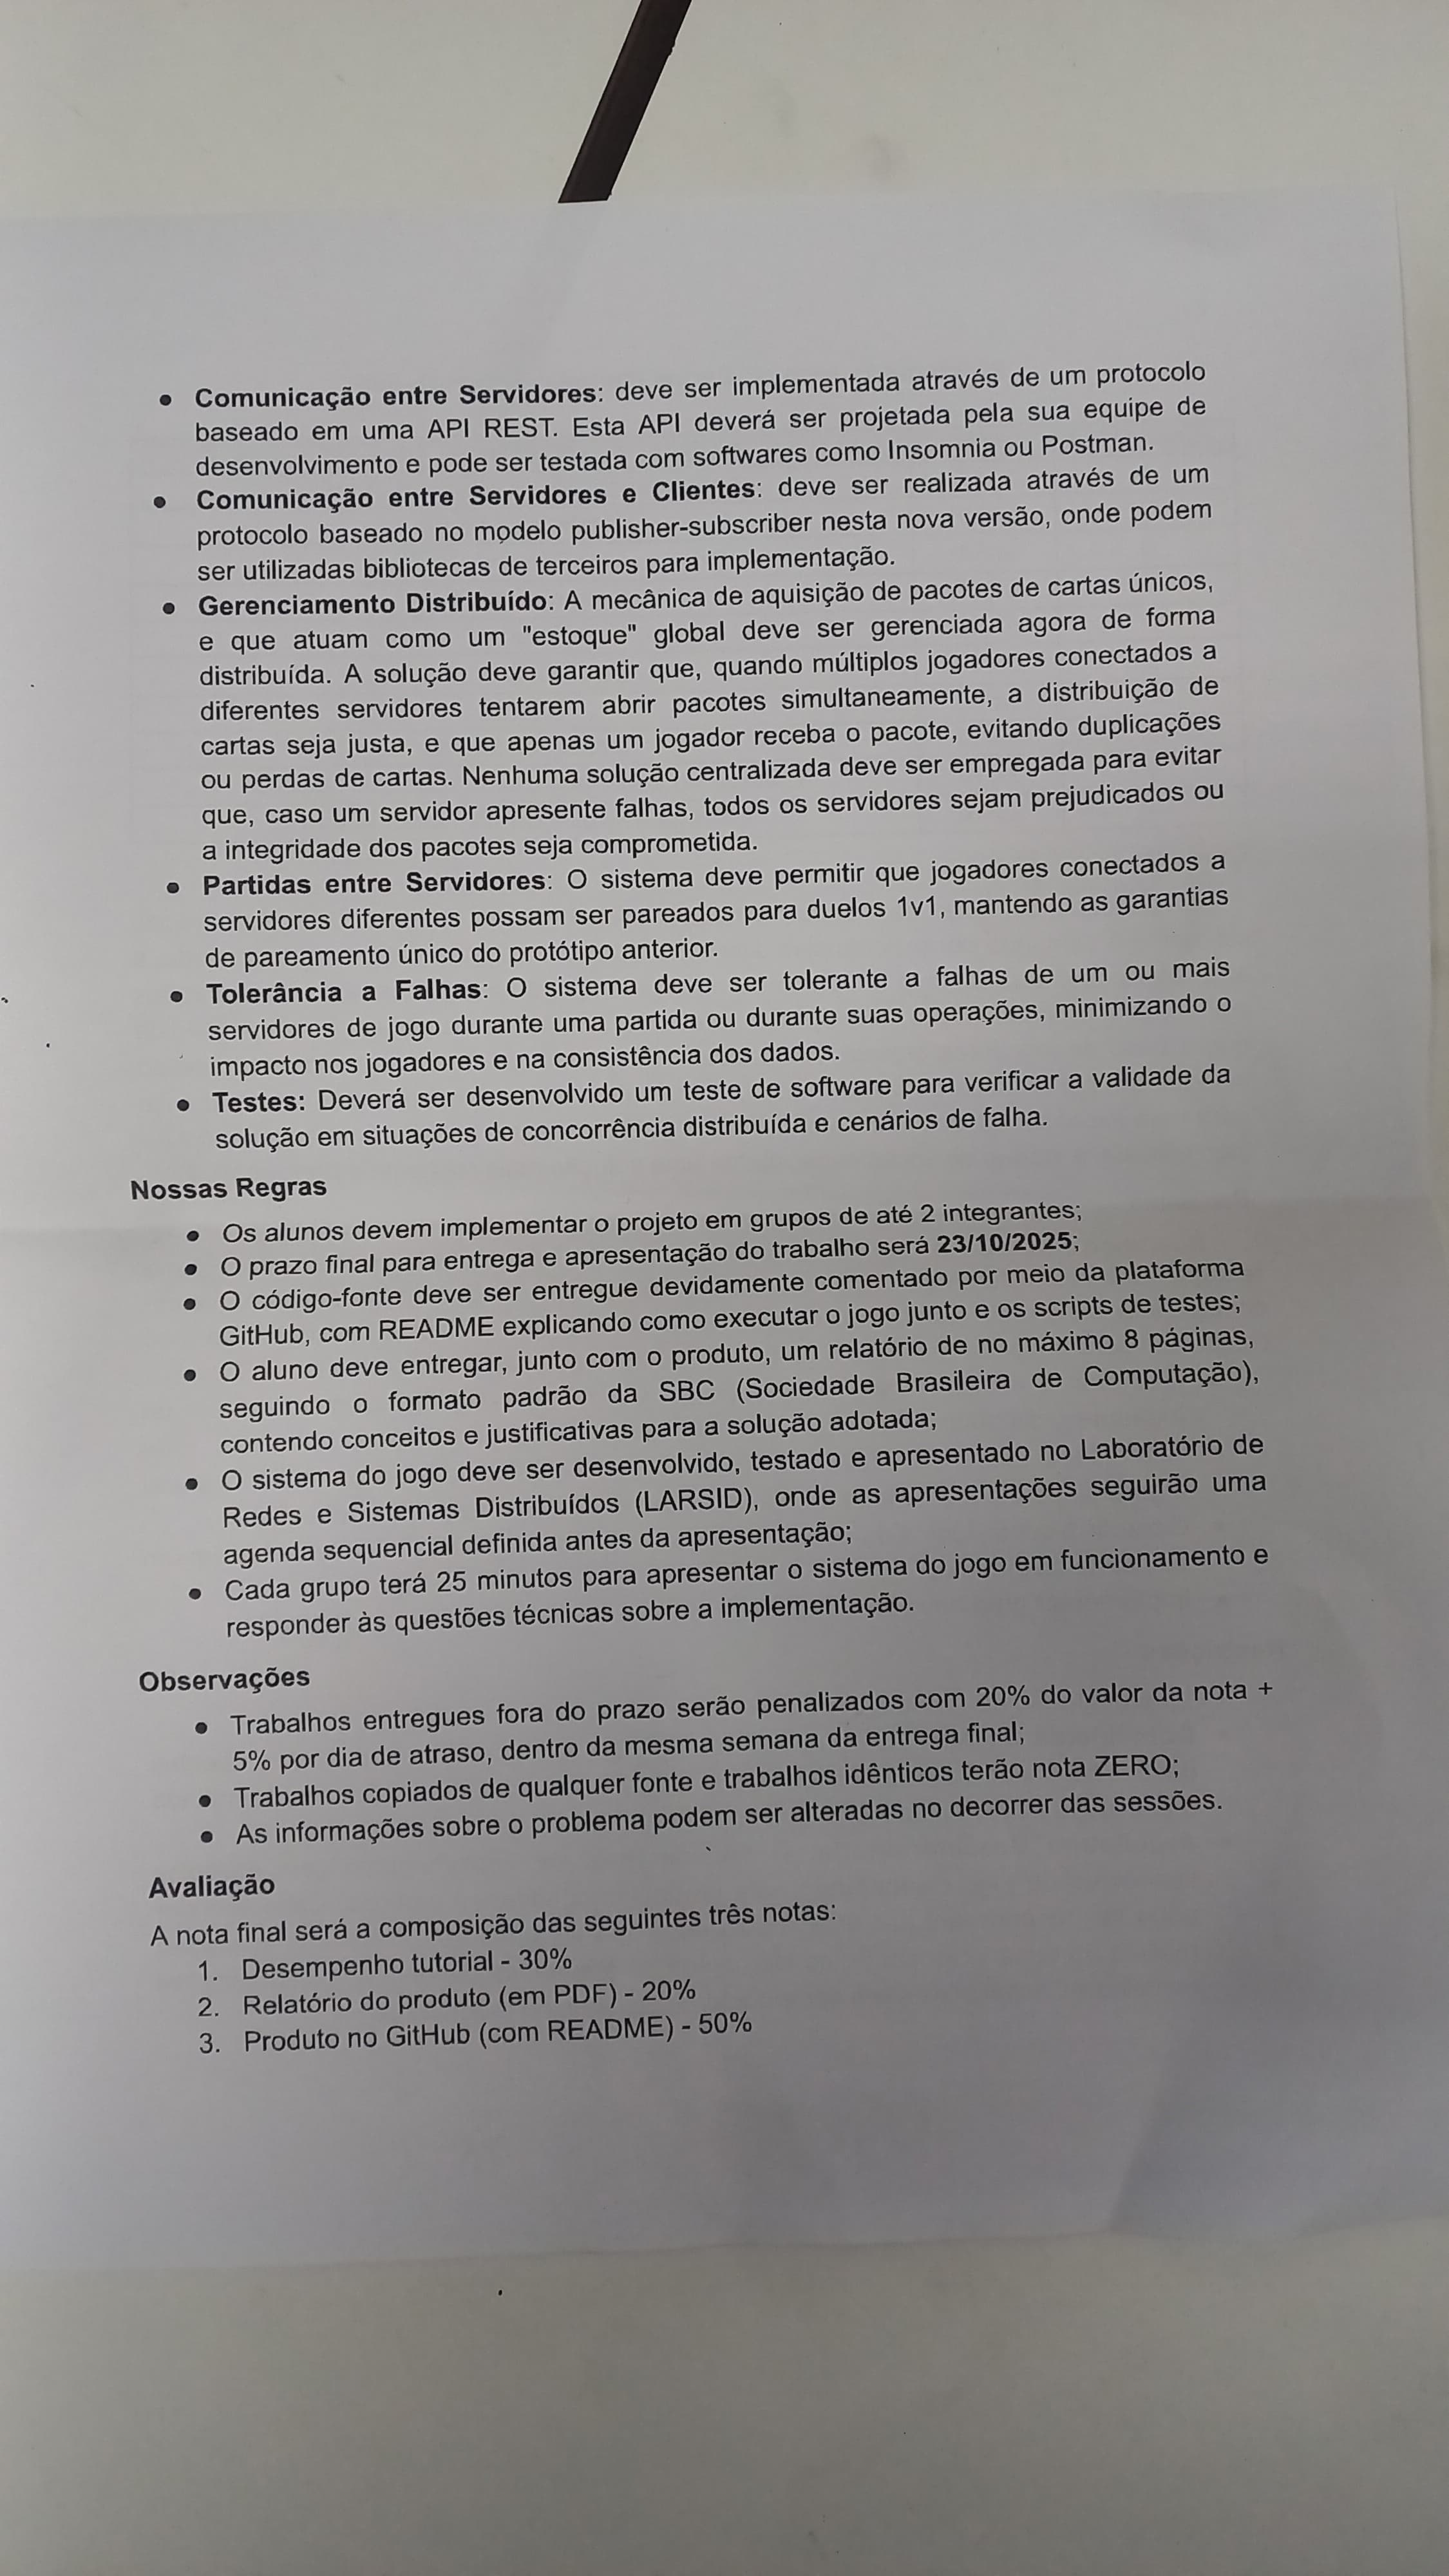 • Comunicação entre Servidores: deve ser implementada através de um protocolo
baseado em uma API REST. Esta API deverá ser projetada pela sua equipe de
desenvolvimento e pode ser testada com softwares como Insomnia ou Postman.
• Comunicação entre Servidores e Clientes: deve ser realizada através de um
protocolo baseado no modelo publisher-subscriber nesta nova versão, onde podem
ser utilizadas bibliotecas de terceiros para implementação.
• Gerenciamento Distribuído: A mecânica de aquisição de pacotes de cartas únicos,
e que atuam como um "estoque" global deve ser gerenciada agora de forma
distribuída. A solução deve garantir que, quando múltiplos jogadores conectados a
diferentes servidores tentarem abrir pacotes simultaneamente, a distribuição de
cartas seja justa, e que apenas um jogador receba o pacote, evitando duplicações
ou perdas de cartas. Nenhuma solução centralizada deve ser empregada para evitar
que, caso um servidor apresente falhas, todos os servidores sejam prejudicados ou
a integridade dos pacotes seja comprometida.
• Partidas entre Servidores: O sistema deve permitir que jogadores conectados a
servidores diferentes possam ser pareados para duelos 1v1, mantendo as garantias
de pareamento único do protótipo anterior.
• Tolerância a Falhas: O sistema deve ser tolerante a falhas de um ou mais
servidores de jogo durante uma partida ou durante suas operações, minimizando o
impacto nos jogadores e na consistência dos dados.
• Testes: Deverá ser desenvolvido um teste de software para verificar a validade da
solução em situações de concorrência distribuída e cenários de falha.
Nossas Regras
• Os alunos devem implementar o projeto em grupos de até 2 integrantes;
• O prazo final para entrega e apresentação do trabalho será 23/10/2025;
• O código-fonte deve ser entregue devidamente comentado por meio da plataforma
GitHub, com README explicando como executar o jogo junto e os scripts de testes;
• O aluno deve entregar, junto com o produto, um relatório de no máximo 8 páginas,
seguindo o formato padrão da SBC (Sociedade Brasileira de Computação),
contendo conceitos e justificativas para a solução adotada;
• O sistema do jogo deve ser desenvolvido, testado e apresentado no Laboratório de
Redes e Sistemas Distribuídos (LARSID), onde as apresentações seguirão uma
agenda sequencial definida antes da apresentação;
• Cada grupo terá 25 minutos para apresentar o sistema do jogo em funcionamento e
responder às questões técnicas sobre a implementação.
Observações
• Trabalhos entregues fora do prazo serão penalizados com 20% do valor da nota +
5% por dia de atraso, dentro da mesma semana da entrega final;
• Trabalhos copiados de qualquer fonte e trabalhos idênticos terão nota ZERO;
• As informações sobre o problema podem ser alteradas no decorrer das sessões.
Avaliação
A nota final será a composição das seguintes três notas:
1. Desempenho tutorial - 30%
2. Relatório do produto (em PDF) - 20%
3. Produto no GitHub (com README) - 50%